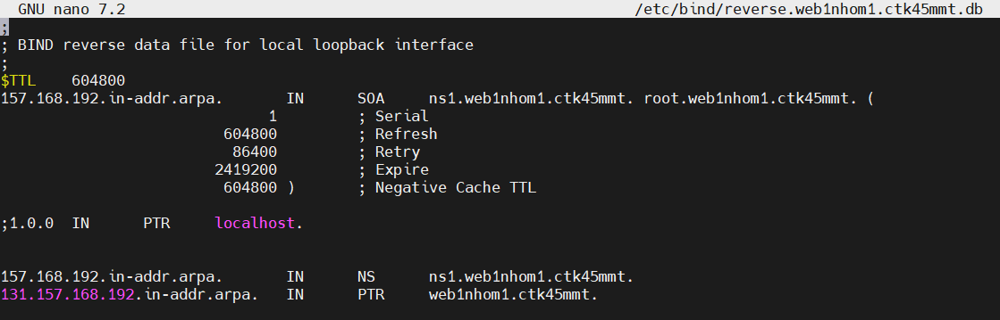 GNU nano 7.2 /etc/bind/reverse.web1nhom1.ctk45mmt.db
;
; BIND reverse data file for local loopback interface
;
$TTL 604800
157.168.192.in-addr.arpa. IN SOA ns1.web1nhom1.ctk45mmt. root.web1nhom1.ctk45mmt. (
1 ; Serial
604800 ; Refresh
86400 ; Retry
2419200 ; Expire
604800 ) ; Negative Cache TTL
;1.0.0 IN PTR localhost.
157.168.192.in-addr.arpa. IN NS ns1.web1nhom1.ctk45mmt.
131.157.168.192.in-addr.arpa. IN PTR web1nhom1.ctk45mmt.